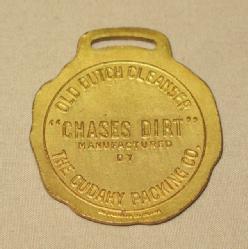 OLD DUTCH CLEANSER
"CHASES DIRT"
MANUFACTURED
BY
THE CUDAHY PACKING CO.